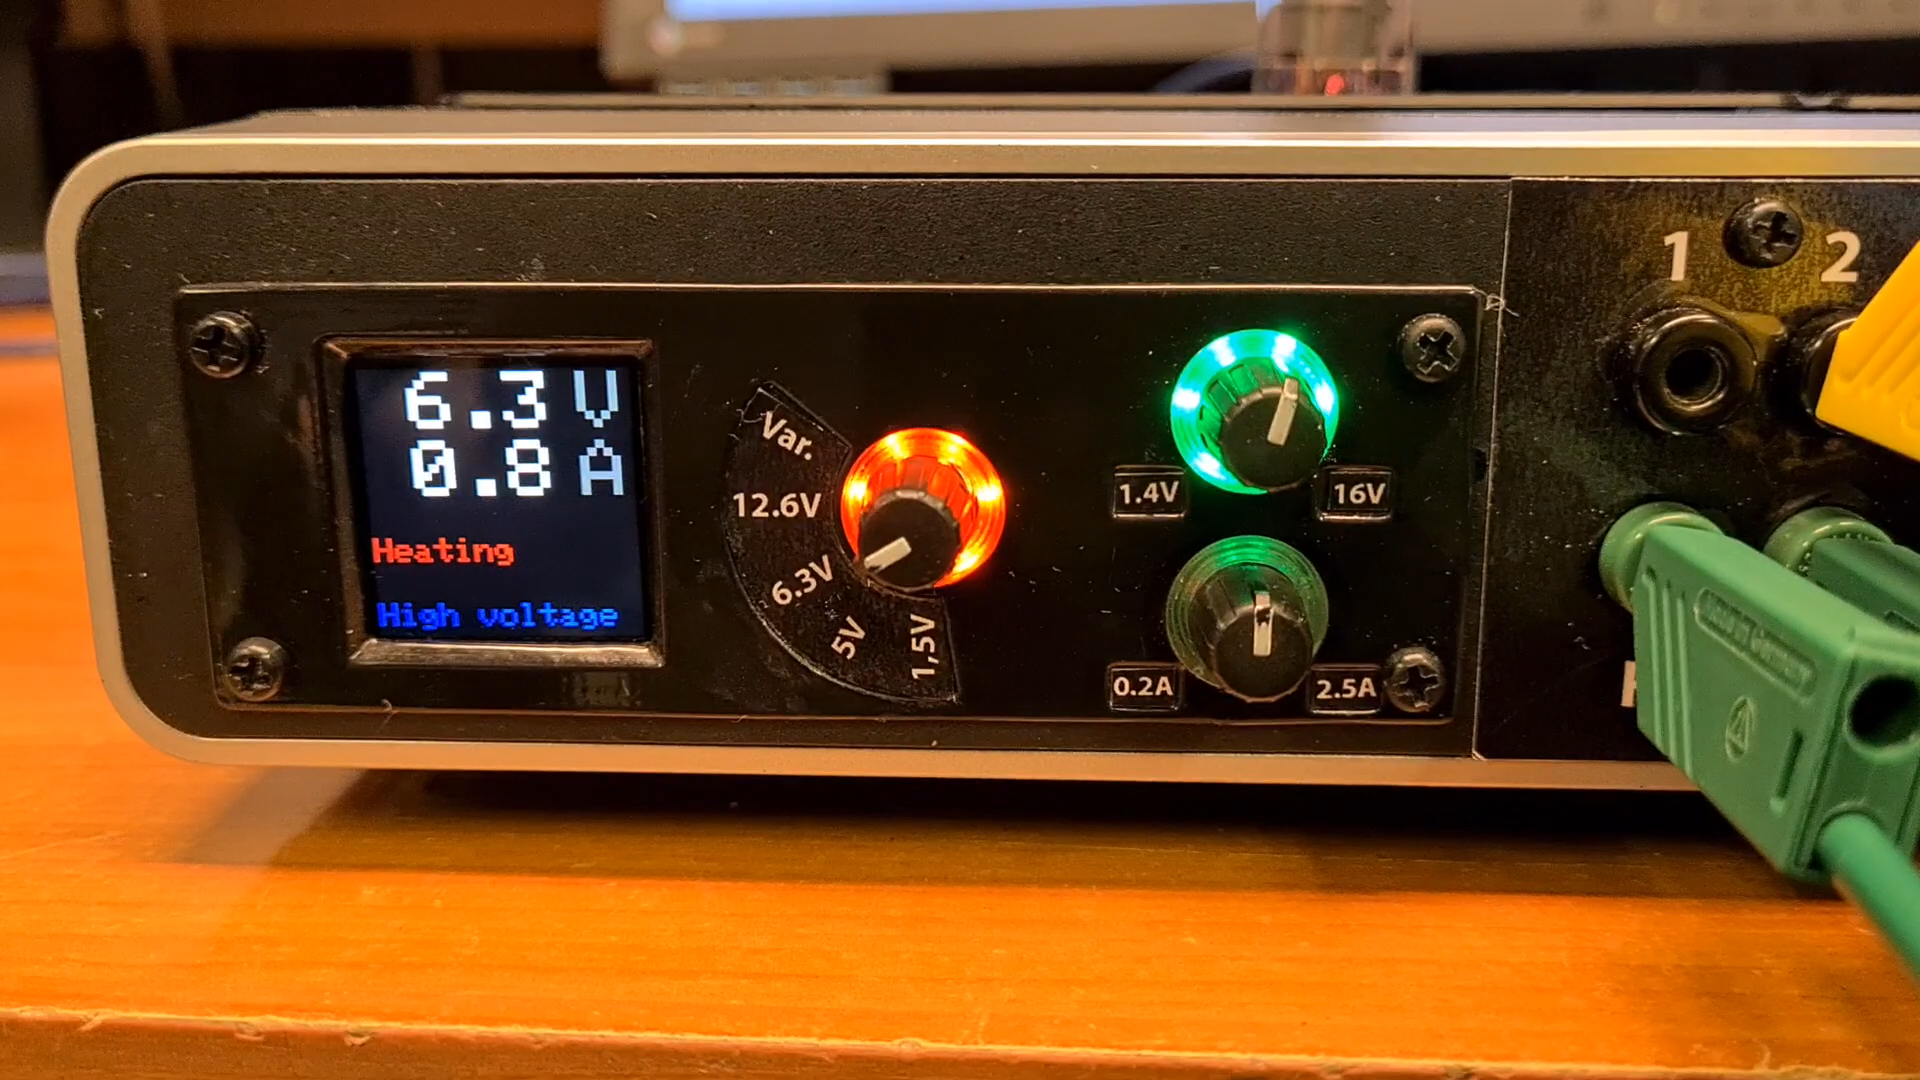 6.3 V
0.8 A
Heating
High voltage
Var.
12.6V
6.3V
5V
1,5V
1.4V
16V
0.2A
2.5A
1
2